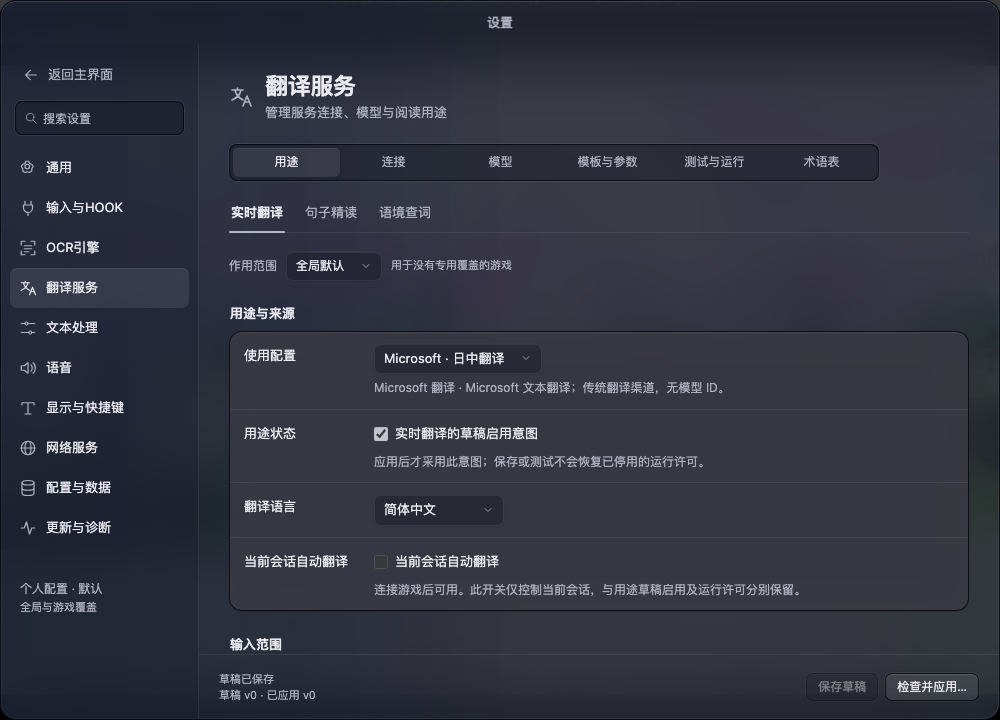 设置
返回主界面
搜索设置
通用
输入与HOOK
OCR引擎
翻译服务
文本处理
语音
显示与快捷键
网络服务
配置与数据
更新与诊断
个人配置 · 默认
全局与游戏覆盖
翻译服务
管理服务连接、模型与阅读用途
用途 连接 模型 模板与参数 测试与运行 术语表
实时翻译 句子精读 语境查词
作用范围 全局默认 用于没有专用覆盖的游戏
用途与来源
使用配置 Microsoft · 日中翻译
Microsoft 翻译 · Microsoft 文本翻译；传统翻译渠道，无模型 ID。
用途状态 实时翻译的草稿启用意图
应用后才采用此意图；保存或测试不会恢复已停用的运行许可。
翻译语言 简体中文
当前会话自动翻译 当前会话自动翻译
连接游戏后可用。此开关仅控制当前会话，与用途草稿启用及运行许可分别保留。
输入范围
草稿已保存
草稿 v0 · 已应用 v0
保存草稿 检查并应用...